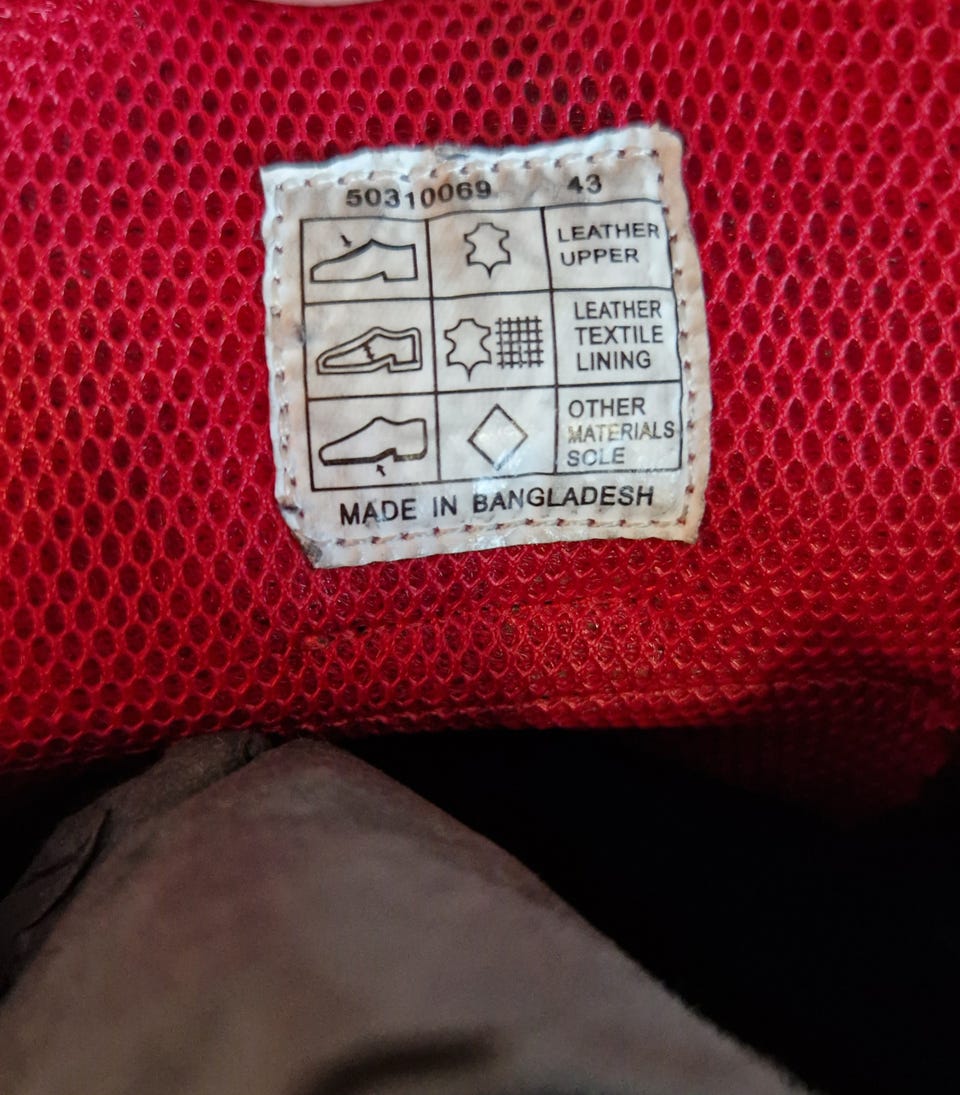 50310069 43
LEATHER
UPPER
LEATHER
TEXTILE
LINING
OTHER
MATERIALS
SOLE
MADE IN BANGLADESH